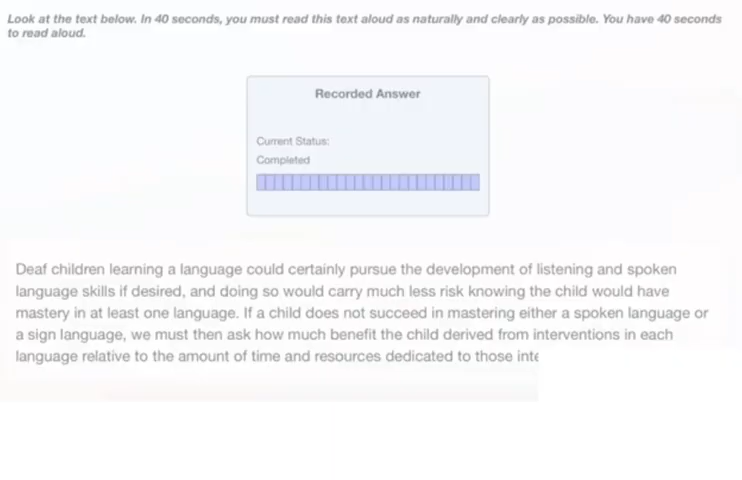 Look at the text below. In 40 seconds, you must read this text aloud as naturally and clearly as possible. You have 40 seconds
to read aloud.
Recorded Answer
Current Status:
Completed
Deaf children learning a language could certainly pursue the development of listening and spoken
language skills if desired, and doing so would carry much less risk knowing the child would have
mastery in at least one language. If a child does not succeed in mastering either a spoken language or
a sign language, we must then ask how much benefit the child derived from interventions in each
language relative to the amount of time and resources dedicated to those